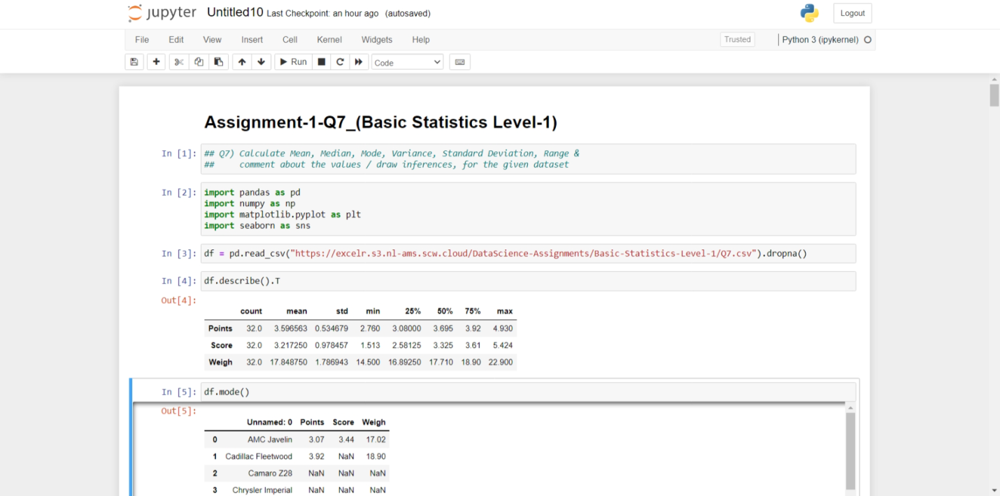 jupyter Untitled10 Last Checkpoint: an hour ago (autosaved)
Logout
File Edit View Insert Cell Kernel Widgets Help Trusted Python 3 (ipykernel)
Run Code
Assignment-1-Q7_(Basic Statistics Level-1)
In [1]: ## Q7) Calculate Mean, Median, Mode, Variance, Standard Deviation, Range &
## comment about the values / draw inferences, for the given dataset
In [2]: import pandas as pd
import numpy as np
import matplotlib.pyplot as plt
import seaborn as sns
In [3]: df = pd.read_csv("https://excelr.s3.nl-ams.scw.cloud/DataScience-Assignments/Basic-Statistics-Level-1/Q7.csv").dropna()
In [4]: df.describe().T
Out[4]:
count mean std min 25% 50% 75% max
Points 32.0 3.596563 0.534679 2.760 3.08000 3.695 3.92 4.930
Score 32.0 3.217250 0.978457 1.513 2.58125 3.325 3.61 5.424
Weigh 32.0 17.848750 1.786943 14.500 16.89250 17.710 18.90 22.900
In [5]: df.mode()
Out[5]:
Unnamed: 0 Points Score Weigh
0 AMC Javelin 3.07 3.44 17.02
1 Cadillac Fleetwood 3.92 NaN 18.90
2 Camaro Z28 NaN NaN NaN
3 Chrysler Imperial NaN NaN NaN